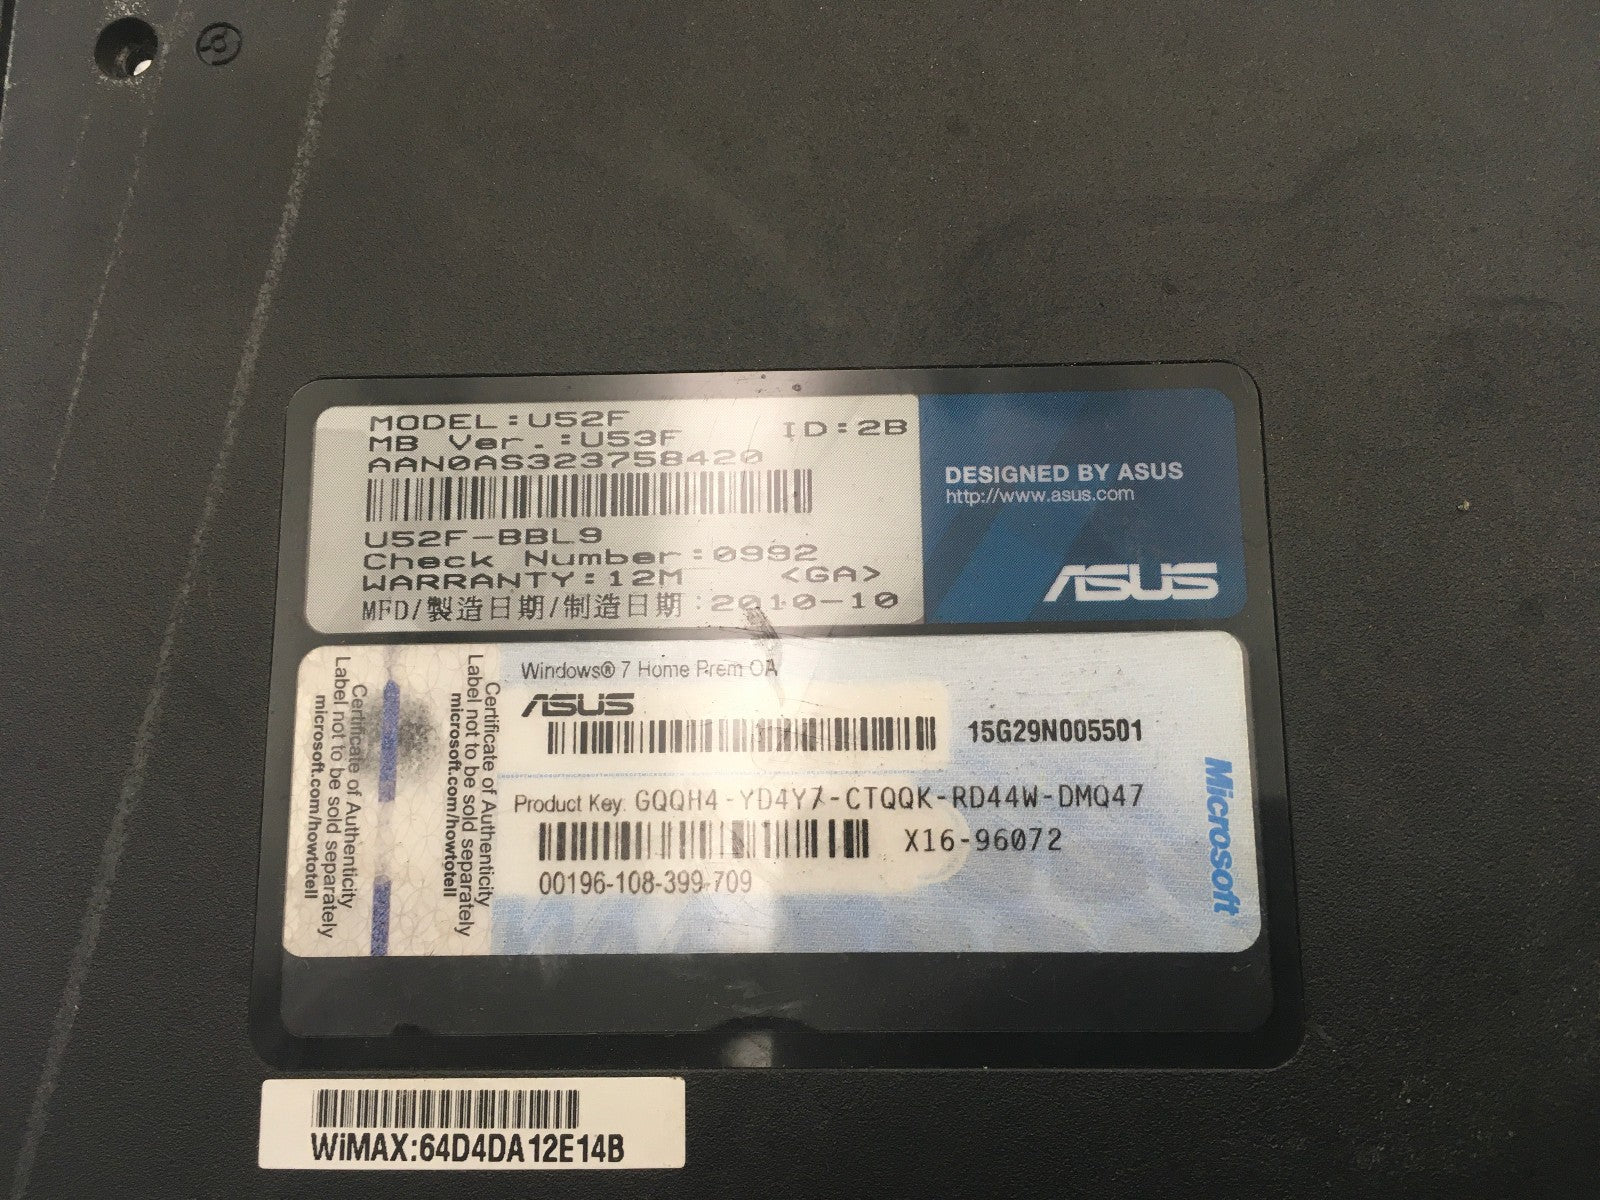 MODEL:U52F
MB Ver.:U53F ID:2B
AAN0AS323758420
U52F-BBL9
Check Number:0992
WARRANTY:12M <GA>
MFD/製造日期/制造日期:2010-10
DESIGNED BY ASUS
http://www.asus.com
ASUS
Certificate of Authenticity
Label not to be sold separately
microsoft.com/howtotell
Certificate of Authenticity
Label not to be sold separately
microsoft.com/howtotell
Windows® 7 Home Prem OA
ASUS
15G29N005501
Product Key: GQQH4-YD4Y7-CTQQK-RD44W-DMQ47
X16-96072
00196-108-399-709
Microsoft
WiMAX:64D4DA12E14B